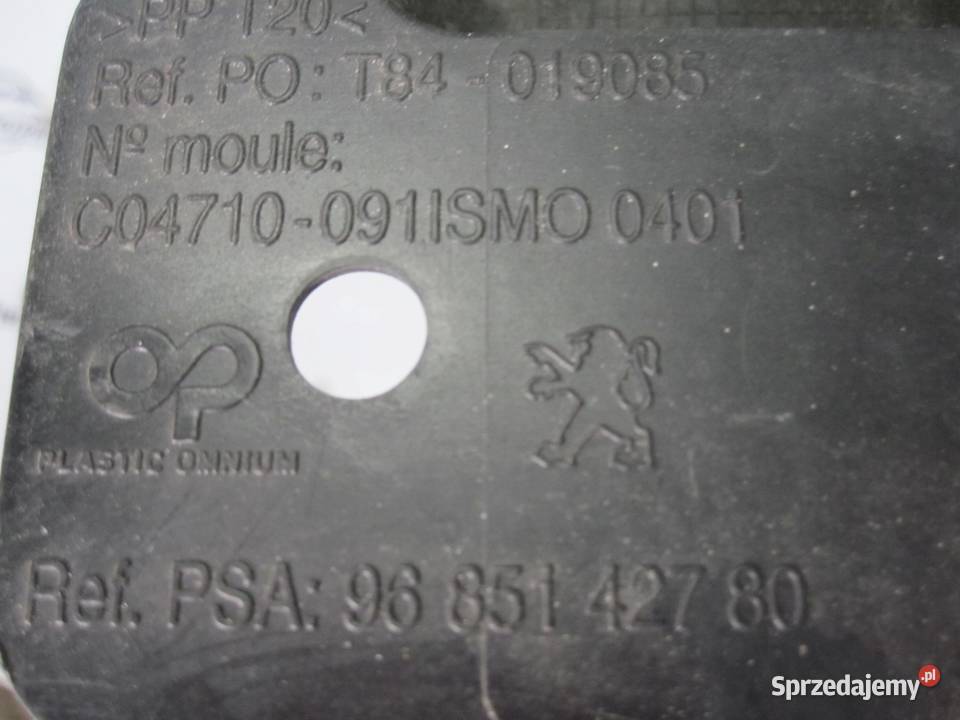 >PP T20<
Ref. PO: T84-019085
Nº moule:
C04710-091ISMO 0401
PLASTIC OMNIUM
Ref. PSA: 96 851 427 80
Sprzedajemy.pl